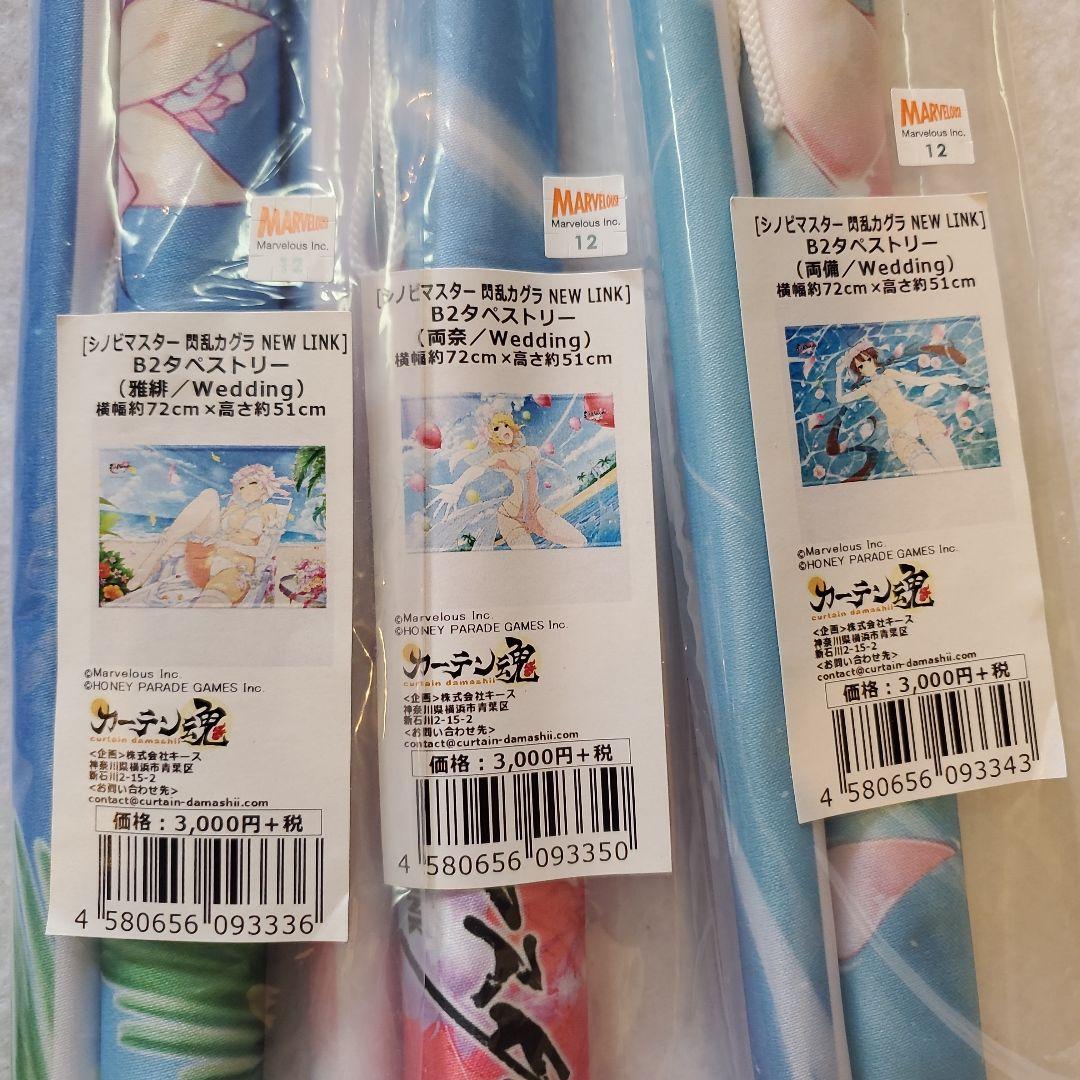 MARVELOUS
Marvelous Inc.
12
[シノビマスター 閃乱カグラ NEW LINK]
B2タペストリー
(雅緋/Wedding)
横幅約72cm×高さ約51cm
©Marvelous Inc.
©HONEY PARADE GAMES Inc.
カーテン魂
curtain damashii
<企画>株式会社キース
神奈川県横浜市青葉区
新石川2-15-2
<お問い合わせ先>
contact@curtain-damashii.com
価格:3,000円+税
4 580656 093336
MARVELOUS
Marvelous Inc.
12
[シノビマスター 閃乱カグラ NEW LINK]
B2タペストリー
(両奈/Wedding)
横幅約72cm×高さ約51cm
©Marvelous Inc.
©HONEY PARADE GAMES Inc.
カーテン魂
curtain damashii
<企画>株式会社キース
神奈川県横浜市青葉区
新石川2-15-2
<お問い合わせ先>
contact@curtain-damashii.com
価格:3,000円+税
4 580656 093350
MARVELOUS
Marvelous Inc.
12
[シノビマスター 閃乱カグラ NEW LINK]
B2タペストリー
(両備/Wedding)
横幅約72cm×高さ約51cm
©Marvelous Inc.
©HONEY PARADE GAMES Inc.
カーテン魂
curtain damashii
<企画>株式会社キース
神奈川県横浜市青葉区
新石川2-15-2
<お問い合わせ先>
contact@curtain-damashii.com
価格:3,000円+税
4 580656 093343